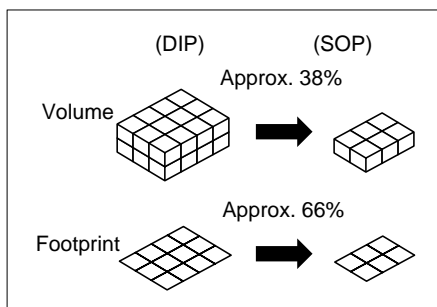 (DIP) (SOP)
Approx. 38%
Volume
Approx. 66%
Footprint